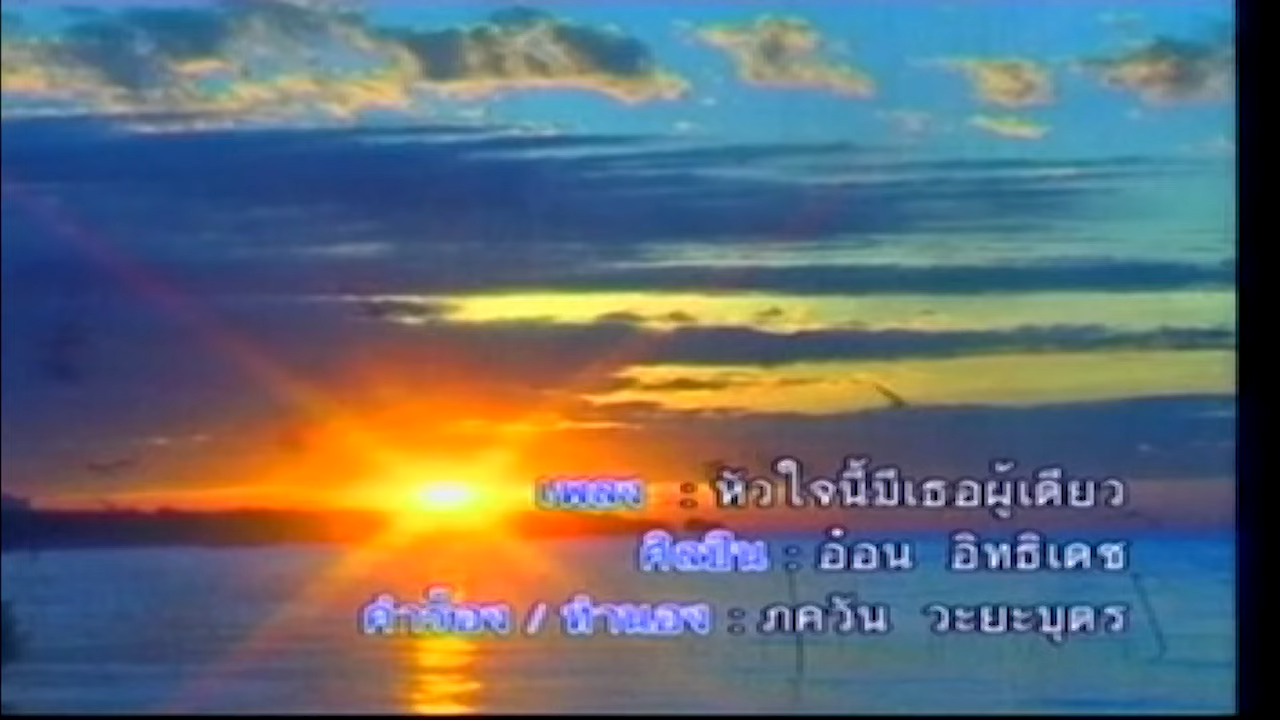 เพลง : หัวใจนี้มีเธอผู้เดียว
ศิลปิน : อ๋อน อิทธิเดช
คำร้อง / ทำนอง : ภควัน วะยะบุตร